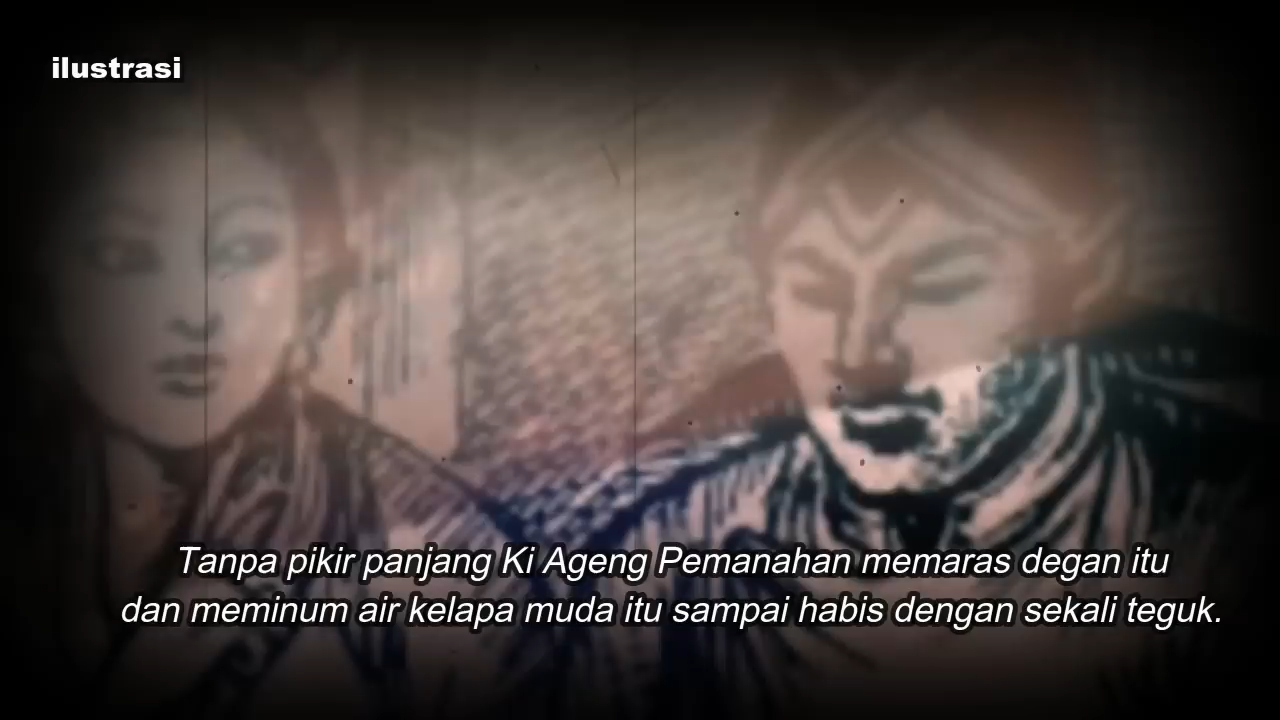 ilustrasi
Tanpa pikir panjang Ki Ageng Pemanahan memaras degan itu
dan meminum air kelapa muda itu sampai habis dengan sekali teguk.